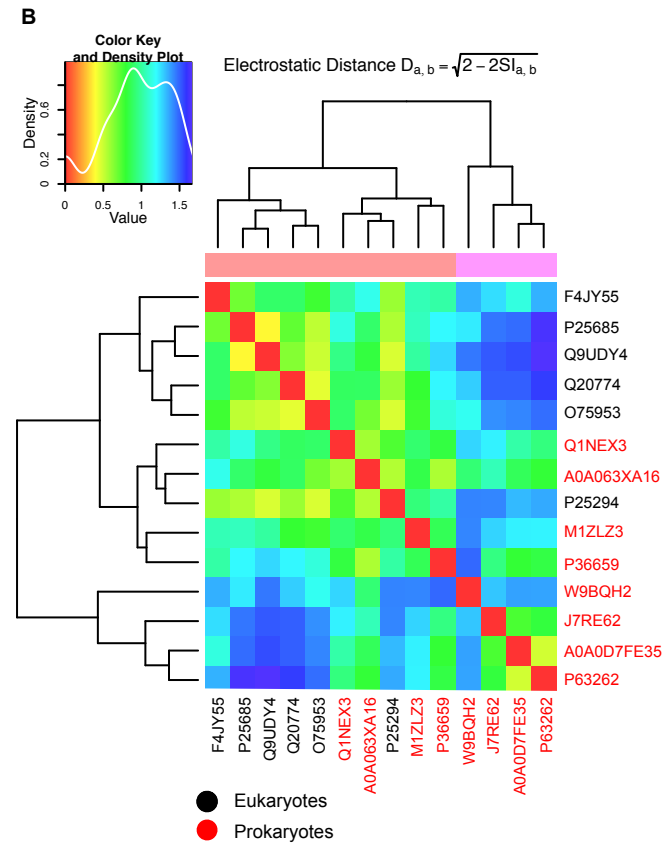 B
Color Key
and Density Plot
Electrostatic Distance Dₐ, b = √2 − 2SIₐ, b
Density
0 0.2 0.6
0 0.5 1 1.5
Value
F4JY55
P25685
Q9UDY4
Q20774
O75953
Q1NEX3
A0A063XA16
P25294
M1ZLZ3
P36659
W9BQH2
J7RE62
A0A0D7FE35
P63262
F4JY55
P25685
Q9UDY4
Q20774
O75953
Q1NEX3
A0A063XA16
P25294
M1ZLZ3
P36659
W9BQH2
J7RE62
A0A0D7FE35
P63262
Eukaryotes
Prokaryotes